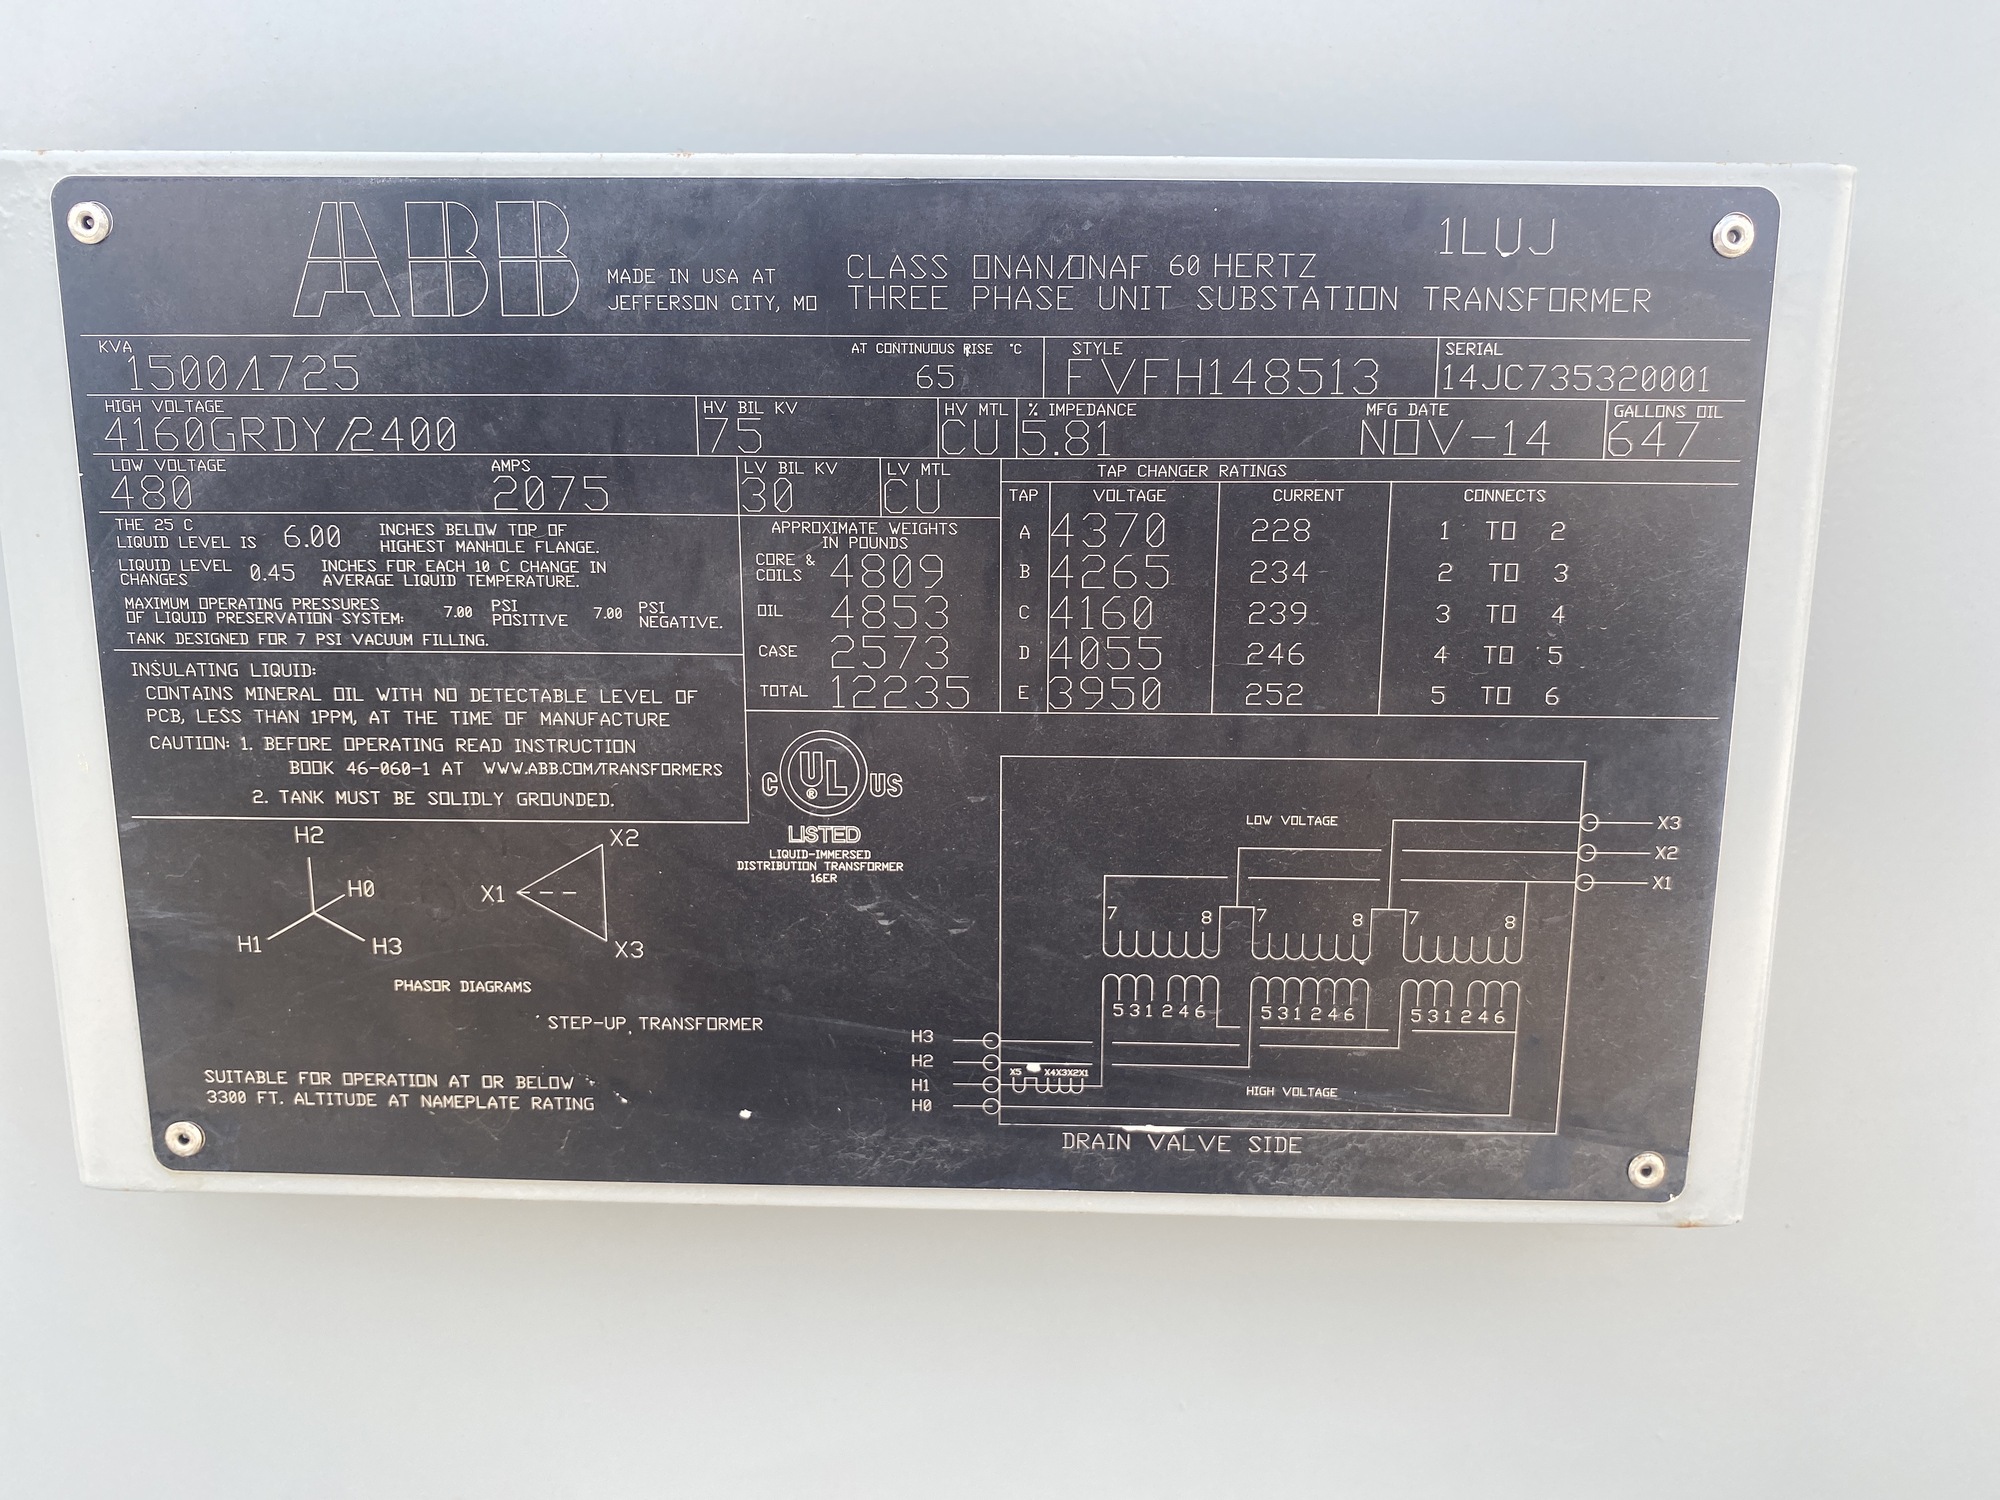 ABB
MADE IN USA AT
JEFFERSON CITY, MO
1LUJ
CLASS ONAN/ONAF 60 HERTZ
THREE PHASE UNIT SUBSTATION TRANSFORMER
KVA 1500/1725
AT CONTINUOUS RISE °C 65
STYLE FVFH148513
SERIAL 14JC735320001
HIGH VOLTAGE 4160GRDY/2400
HV BIL KV 75
HV MTL CU
% IMPEDANCE 5.81
MFG DATE NOV-14
GALLONS OIL 647
LOW VOLTAGE 480
AMPS 2075
LV BIL KV 30
LV MTL CU
TAP CHANGER RATINGS
TAP VOLTAGE CURRENT CONNECTS
A 4370 228 1 TO 2
B 4265 234 2 TO 3
C 4160 239 3 TO 4
D 4055 246 4 TO 5
E 3950 252 5 TO 6
THE 25 C
LIQUID LEVEL IS 6.00 INCHES BELOW TOP OF
HIGHEST MANHOLE FLANGE.
LIQUID LEVEL
CHANGES 0.45 INCHES FOR EACH 10 C CHANGE IN
AVERAGE LIQUID TEMPERATURE.
MAXIMUM OPERATING PRESSURES
OF LIQUID PRESERVATION SYSTEM: 7.00 PSI POSITIVE 7.00 PSI NEGATIVE.
TANK DESIGNED FOR 7 PSI VACUUM FILLING.
APPROXIMATE WEIGHTS
IN POUNDS
CORE & COILS 4809
OIL 4853
CASE 2573
TOTAL 12235
INSULATING LIQUID:
CONTAINS MINERAL OIL WITH NO DETECTABLE LEVEL OF
PCB, LESS THAN 1PPM, AT THE TIME OF MANUFACTURE
CAUTION: 1. BEFORE OPERATING READ INSTRUCTION
BOOK 46-060-1 AT WWW.ABB.COM/TRANSFORMERS
2. TANK MUST BE SOLIDLY GROUNDED.
C UL ® US
LISTED
LIQUID-IMMERSED
DISTRIBUTION TRANSFORMER
16ER
H2
H0
H1
H3
X2
X1
X3
PHASOR DIAGRAMS
STEP-UP TRANSFORMER
SUITABLE FOR OPERATION AT OR BELOW
3300 FT. ALTITUDE AT NAMEPLATE RATING
LOW VOLTAGE
X3
X2
X1
7 8 7 8 7 8
531 246 531 246 531 246
H3
H2
H1
H0
X5 X4X3X2X1
HIGH VOLTAGE
DRAIN VALVE SIDE